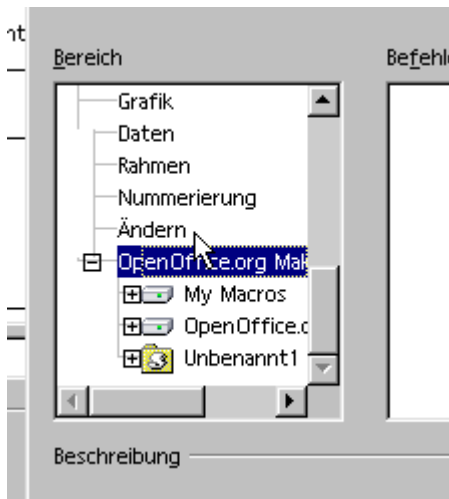 nt
Bereich
Befehle
Grafik
Daten
Rahmen
Nummerierung
Ändern
OpenOffice.org Mak
My Macros
OpenOffice.o
Unbenannt1
Beschreibung